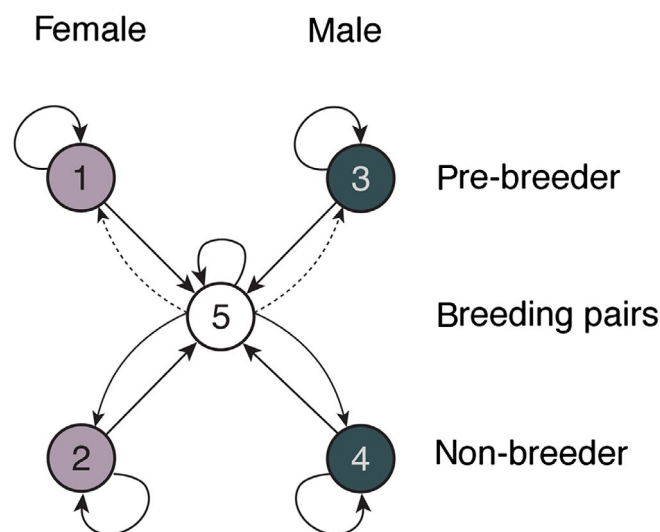 Female Male
1 3 Pre-breeder
5 Breeding pairs
2 4 Non-breeder